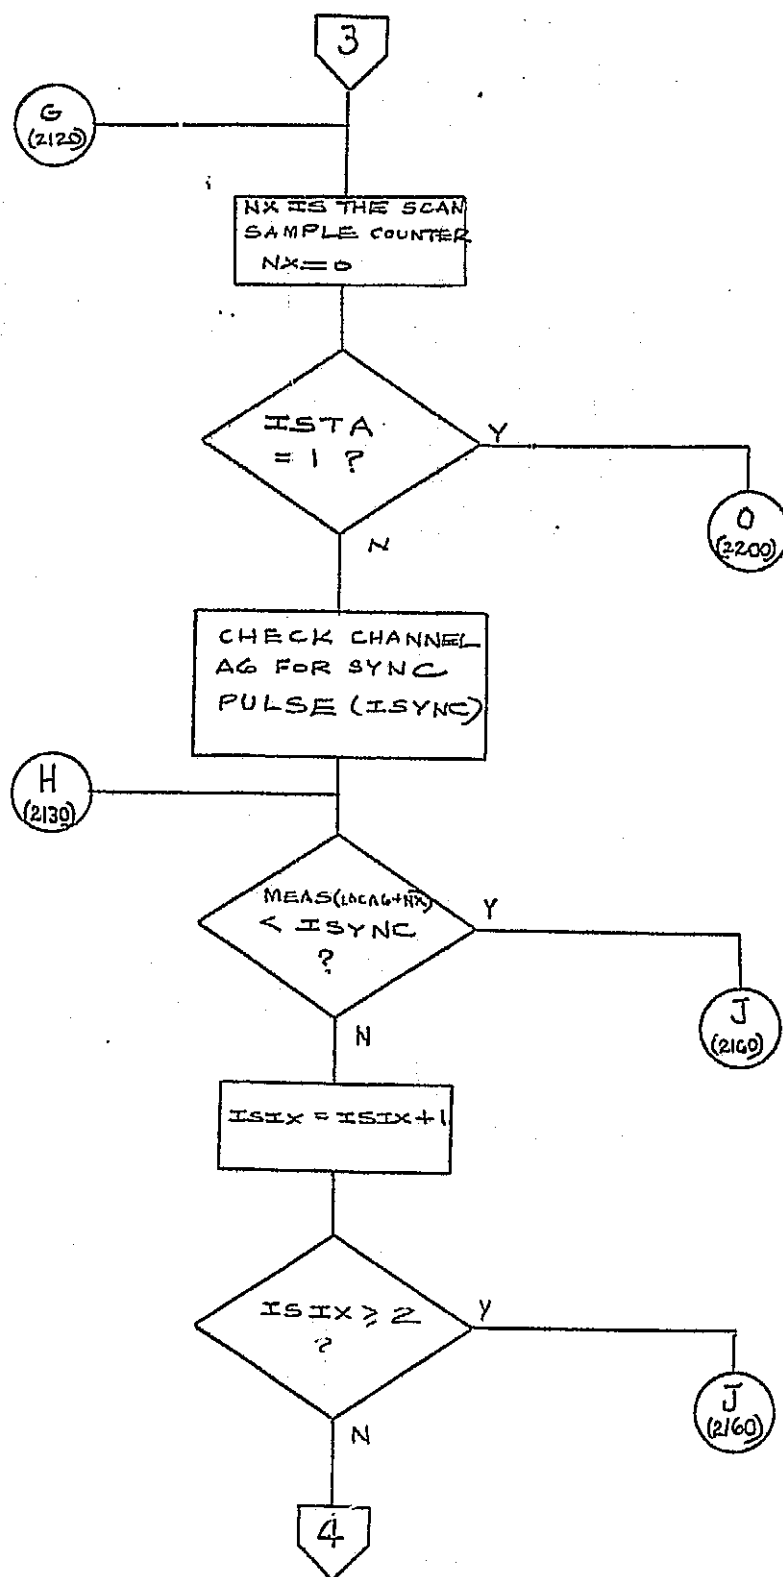 3
G
(2120)
NX IS THE SCAN
SAMPLE COUNTER
NX=0
ISTA
= 1 ?
Y
N
O
(2200)
CHECK CHANNEL
A6 FOR SYNC
PULSE (ISYNC)
H
(2130)
MEAS(LOCA6+NX)
< ISYNC
?
Y
N
J
(2160)
ISIX = ISIX+1
ISIX ≥ 2
?
Y
N
J
(2160)
4